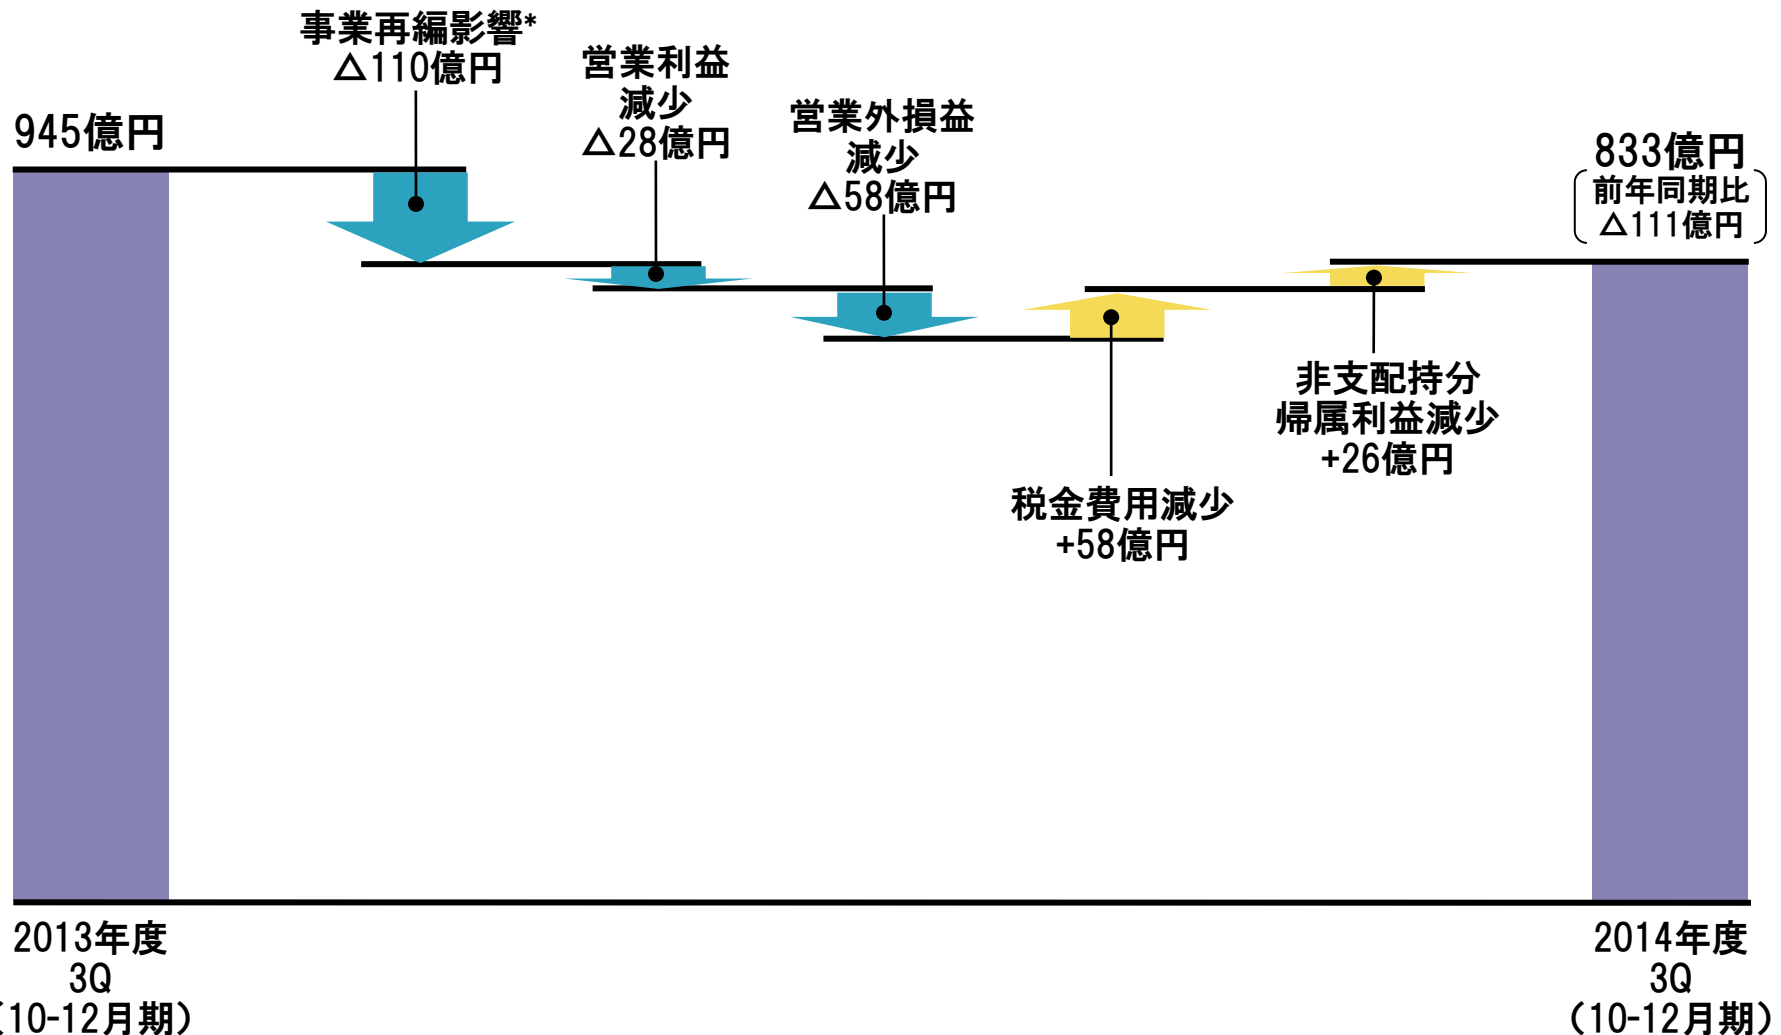 事業再編影響*
△110億円
営業利益
減少
△28億円
営業外損益
減少
△58億円
945億円
833億円
前年同期比
△111億円
非支配持分
帰属利益減少
+26億円
税金費用減少
+58億円
2013年度
3Q
(10-12月期)
2014年度
3Q
(10-12月期)